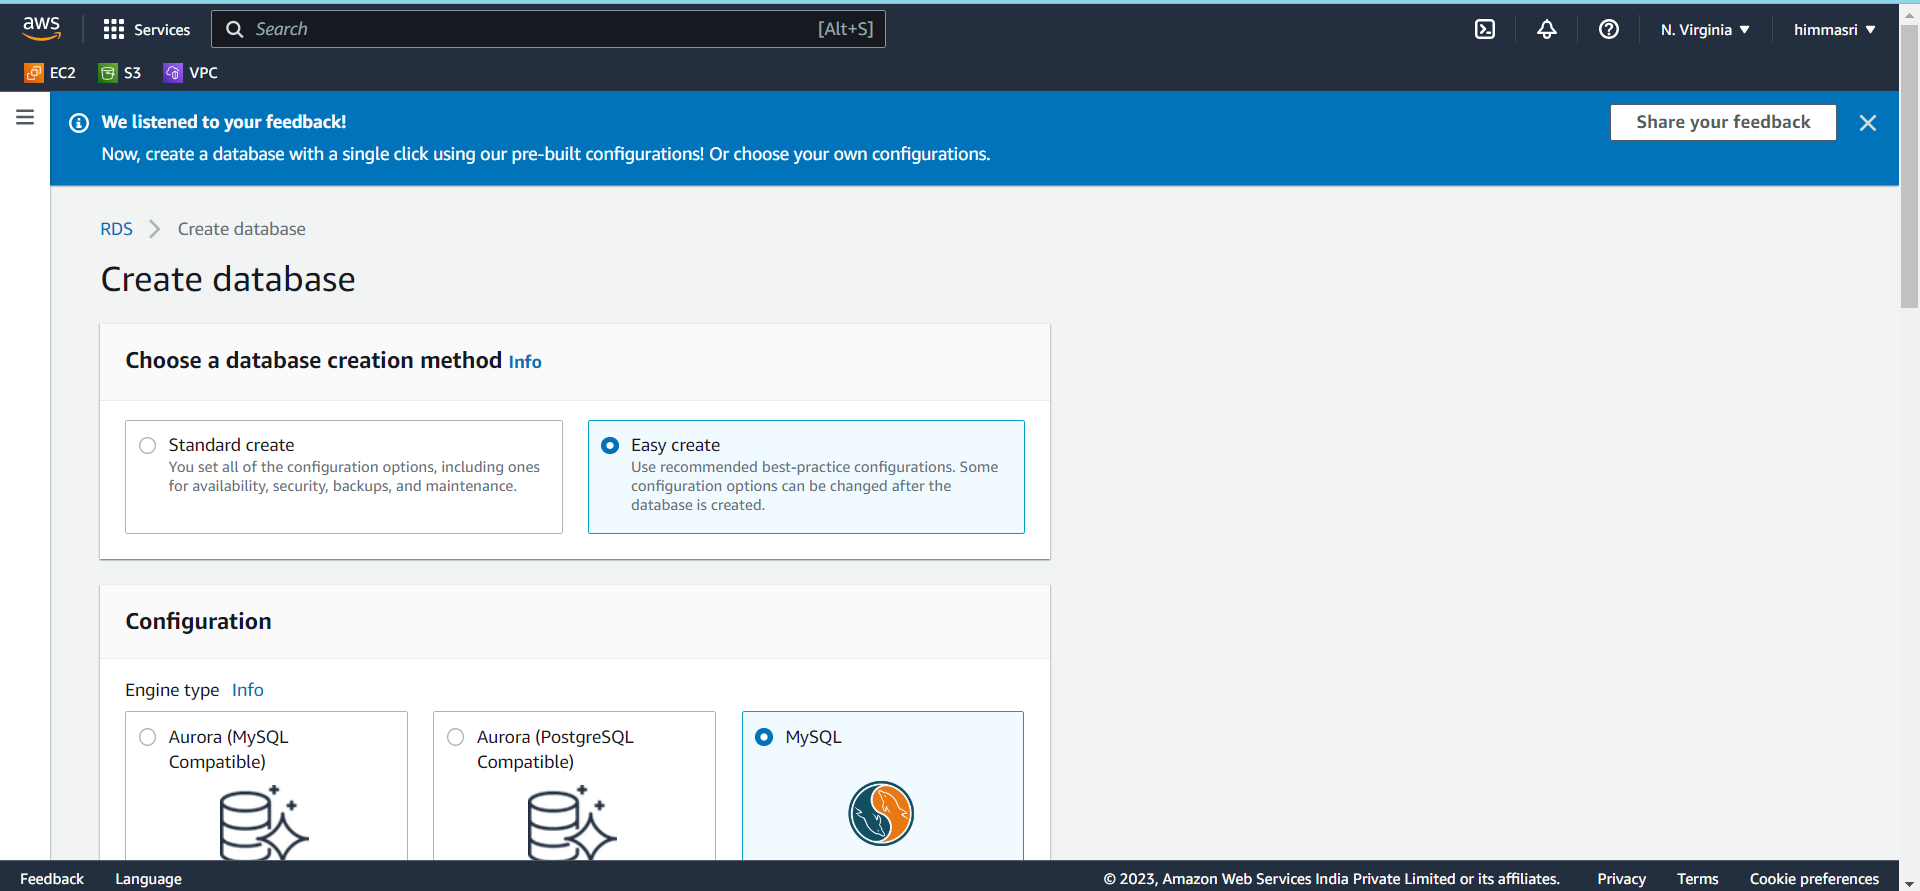 aws
Services
Search
[Alt+S]
N. Virginia
himmasri
EC2
S3
VPC
We listened to your feedback!
Now, create a database with a single click using our pre-built configurations! Or choose your own configurations.
Share your feedback
RDS
Create database
Create database
Choose a database creation method Info
Standard create
You set all of the configuration options, including ones
for availability, security, backups, and maintenance.
Easy create
Use recommended best-practice configurations. Some
configuration options can be changed after the
database is created.
Configuration
Engine type Info
Aurora (MySQL
Compatible)
Aurora (PostgreSQL
Compatible)
MySQL
Feedback
Language
© 2023, Amazon Web Services India Private Limited or its affiliates.
Privacy
Terms
Cookie preferences